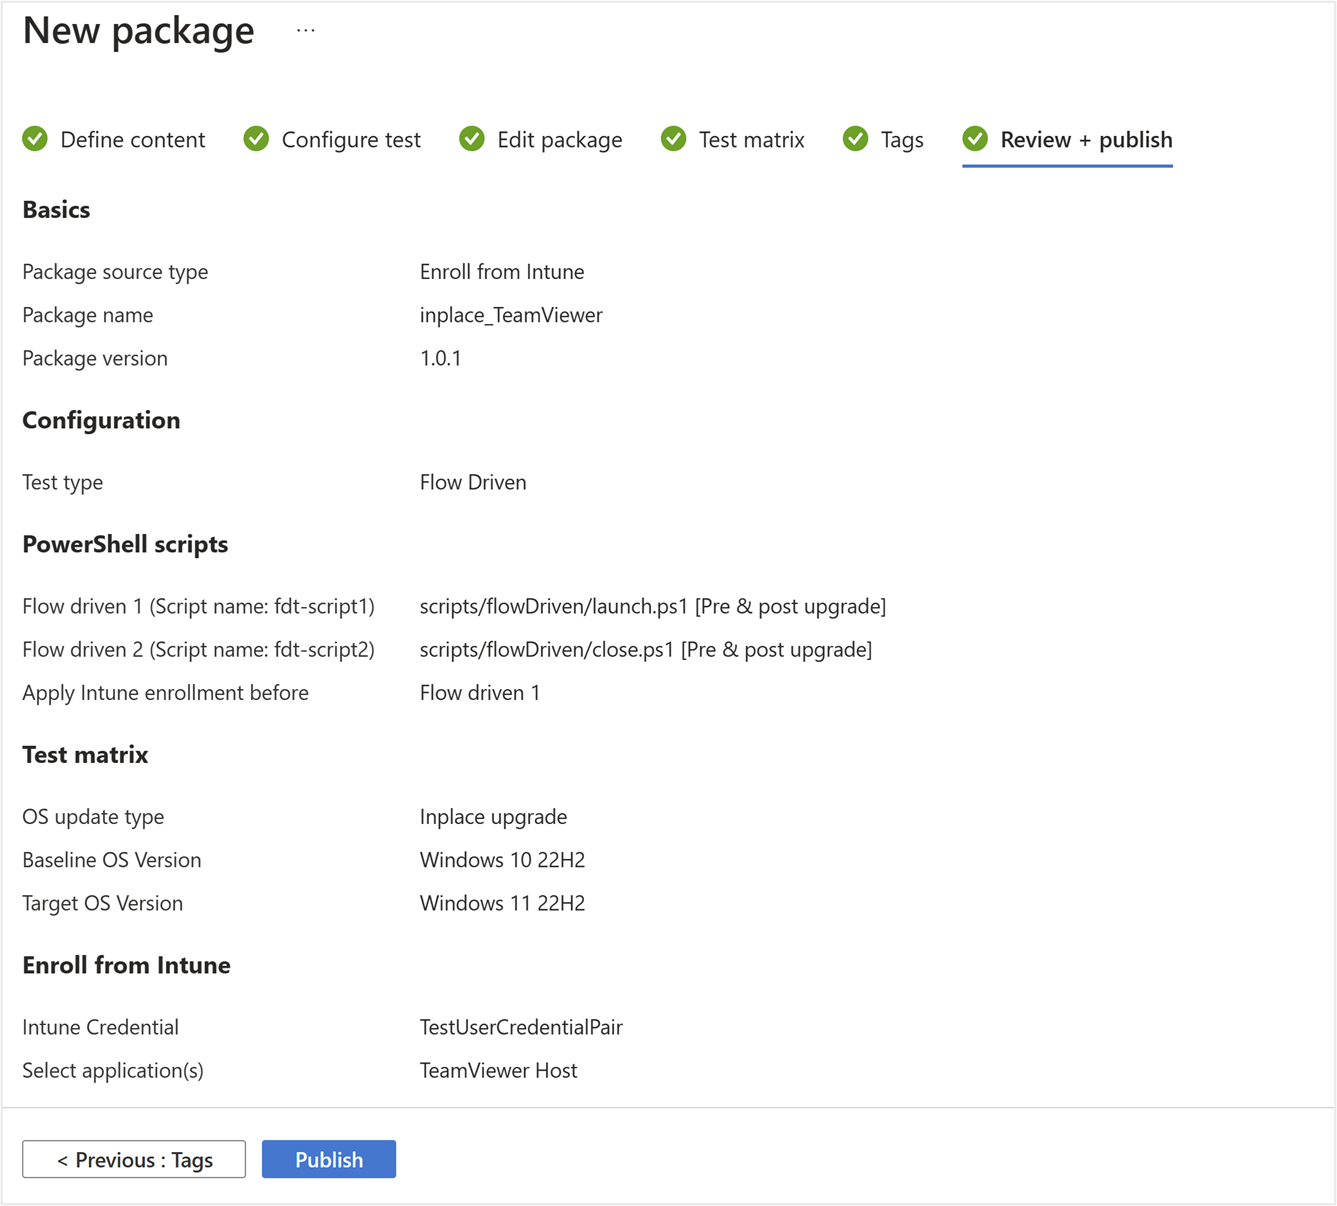 New package ...
Define content Configure test Edit package Test matrix Tags Review + publish
Basics
Package source type Enroll from Intune
Package name inplace_TeamViewer
Package version 1.0.1
Configuration
Test type Flow Driven
PowerShell scripts
Flow driven 1 (Script name: fdt-script1) scripts/flowDriven/launch.ps1 [Pre & post upgrade]
Flow driven 2 (Script name: fdt-script2) scripts/flowDriven/close.ps1 [Pre & post upgrade]
Apply Intune enrollment before Flow driven 1
Test matrix
OS update type Inplace upgrade
Baseline OS Version Windows 10 22H2
Target OS Version Windows 11 22H2
Enroll from Intune
Intune Credential TestUserCredentialPair
Select application(s) TeamViewer Host
< Previous : Tags Publish